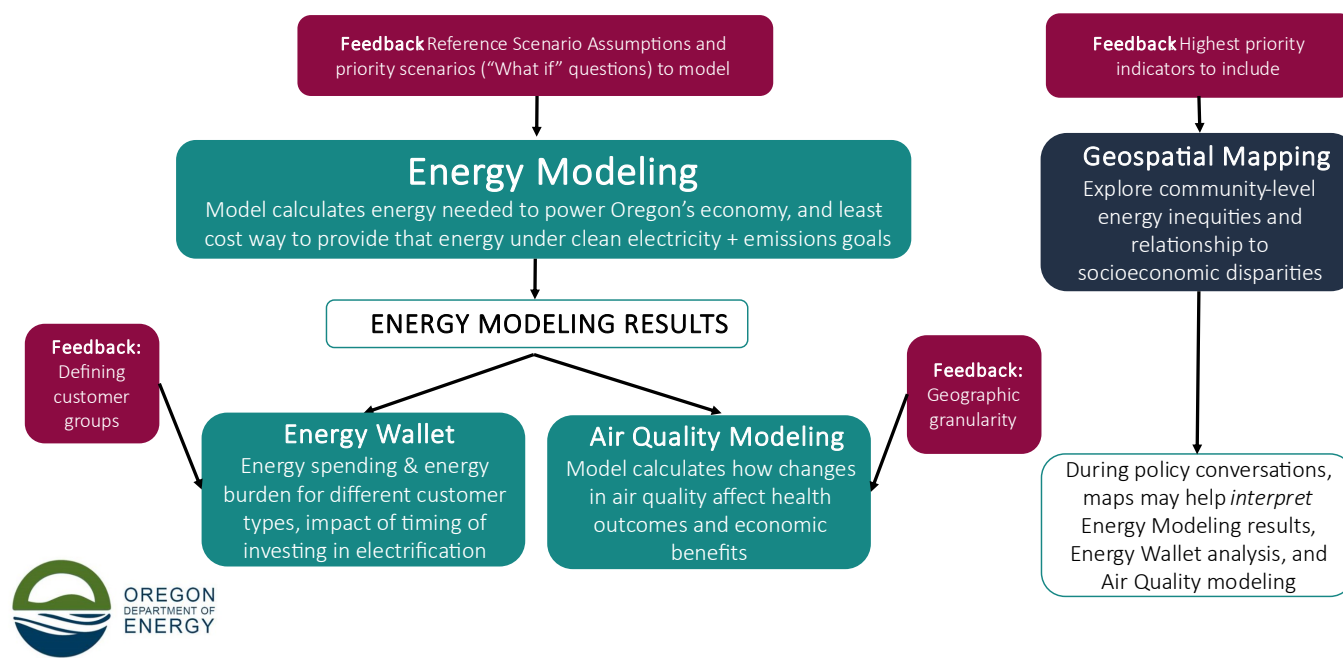 Feedback Reference Scenario Assumptions and
priority scenarios (“What if” questions) to model
Feedback Highest priority
indicators to include
Energy Modeling
Model calculates energy needed to power Oregon’s economy, and least
cost way to provide that energy under clean electricity + emissions goals
Geospatial Mapping
Explore community-level
energy inequities and
relationship to
socioeconomic disparities
ENERGY MODELING RESULTS
Feedback:
Defining
customer
groups
Feedback:
Geographic
granularity
Energy Wallet
Energy spending & energy
burden for different customer
types, impact of timing of
investing in electrification
Air Quality Modeling
Model calculates how changes
in air quality affect health
outcomes and economic
benefits
During policy conversations,
maps may help interpret
Energy Modeling results,
Energy Wallet analysis, and
Air Quality modeling
OREGON
DEPARTMENT OF
ENERGY